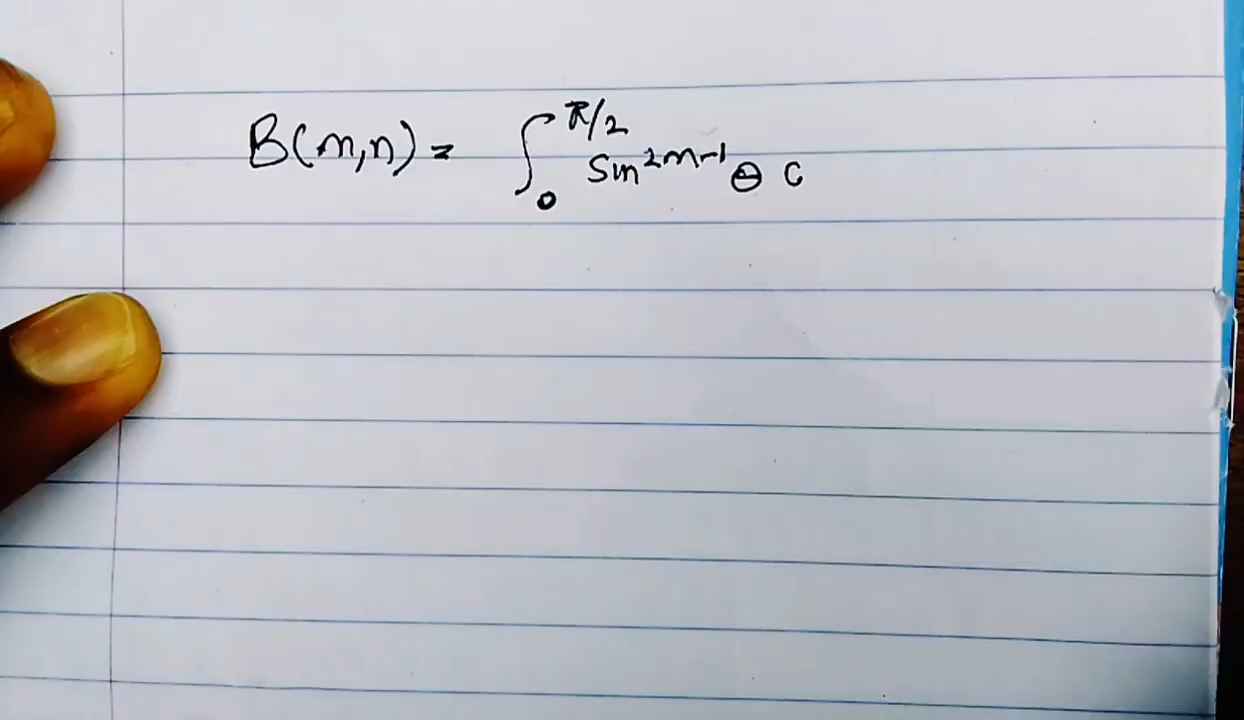 B(m,n) = ∫₀^π/2 Sin^2m-1 θ c